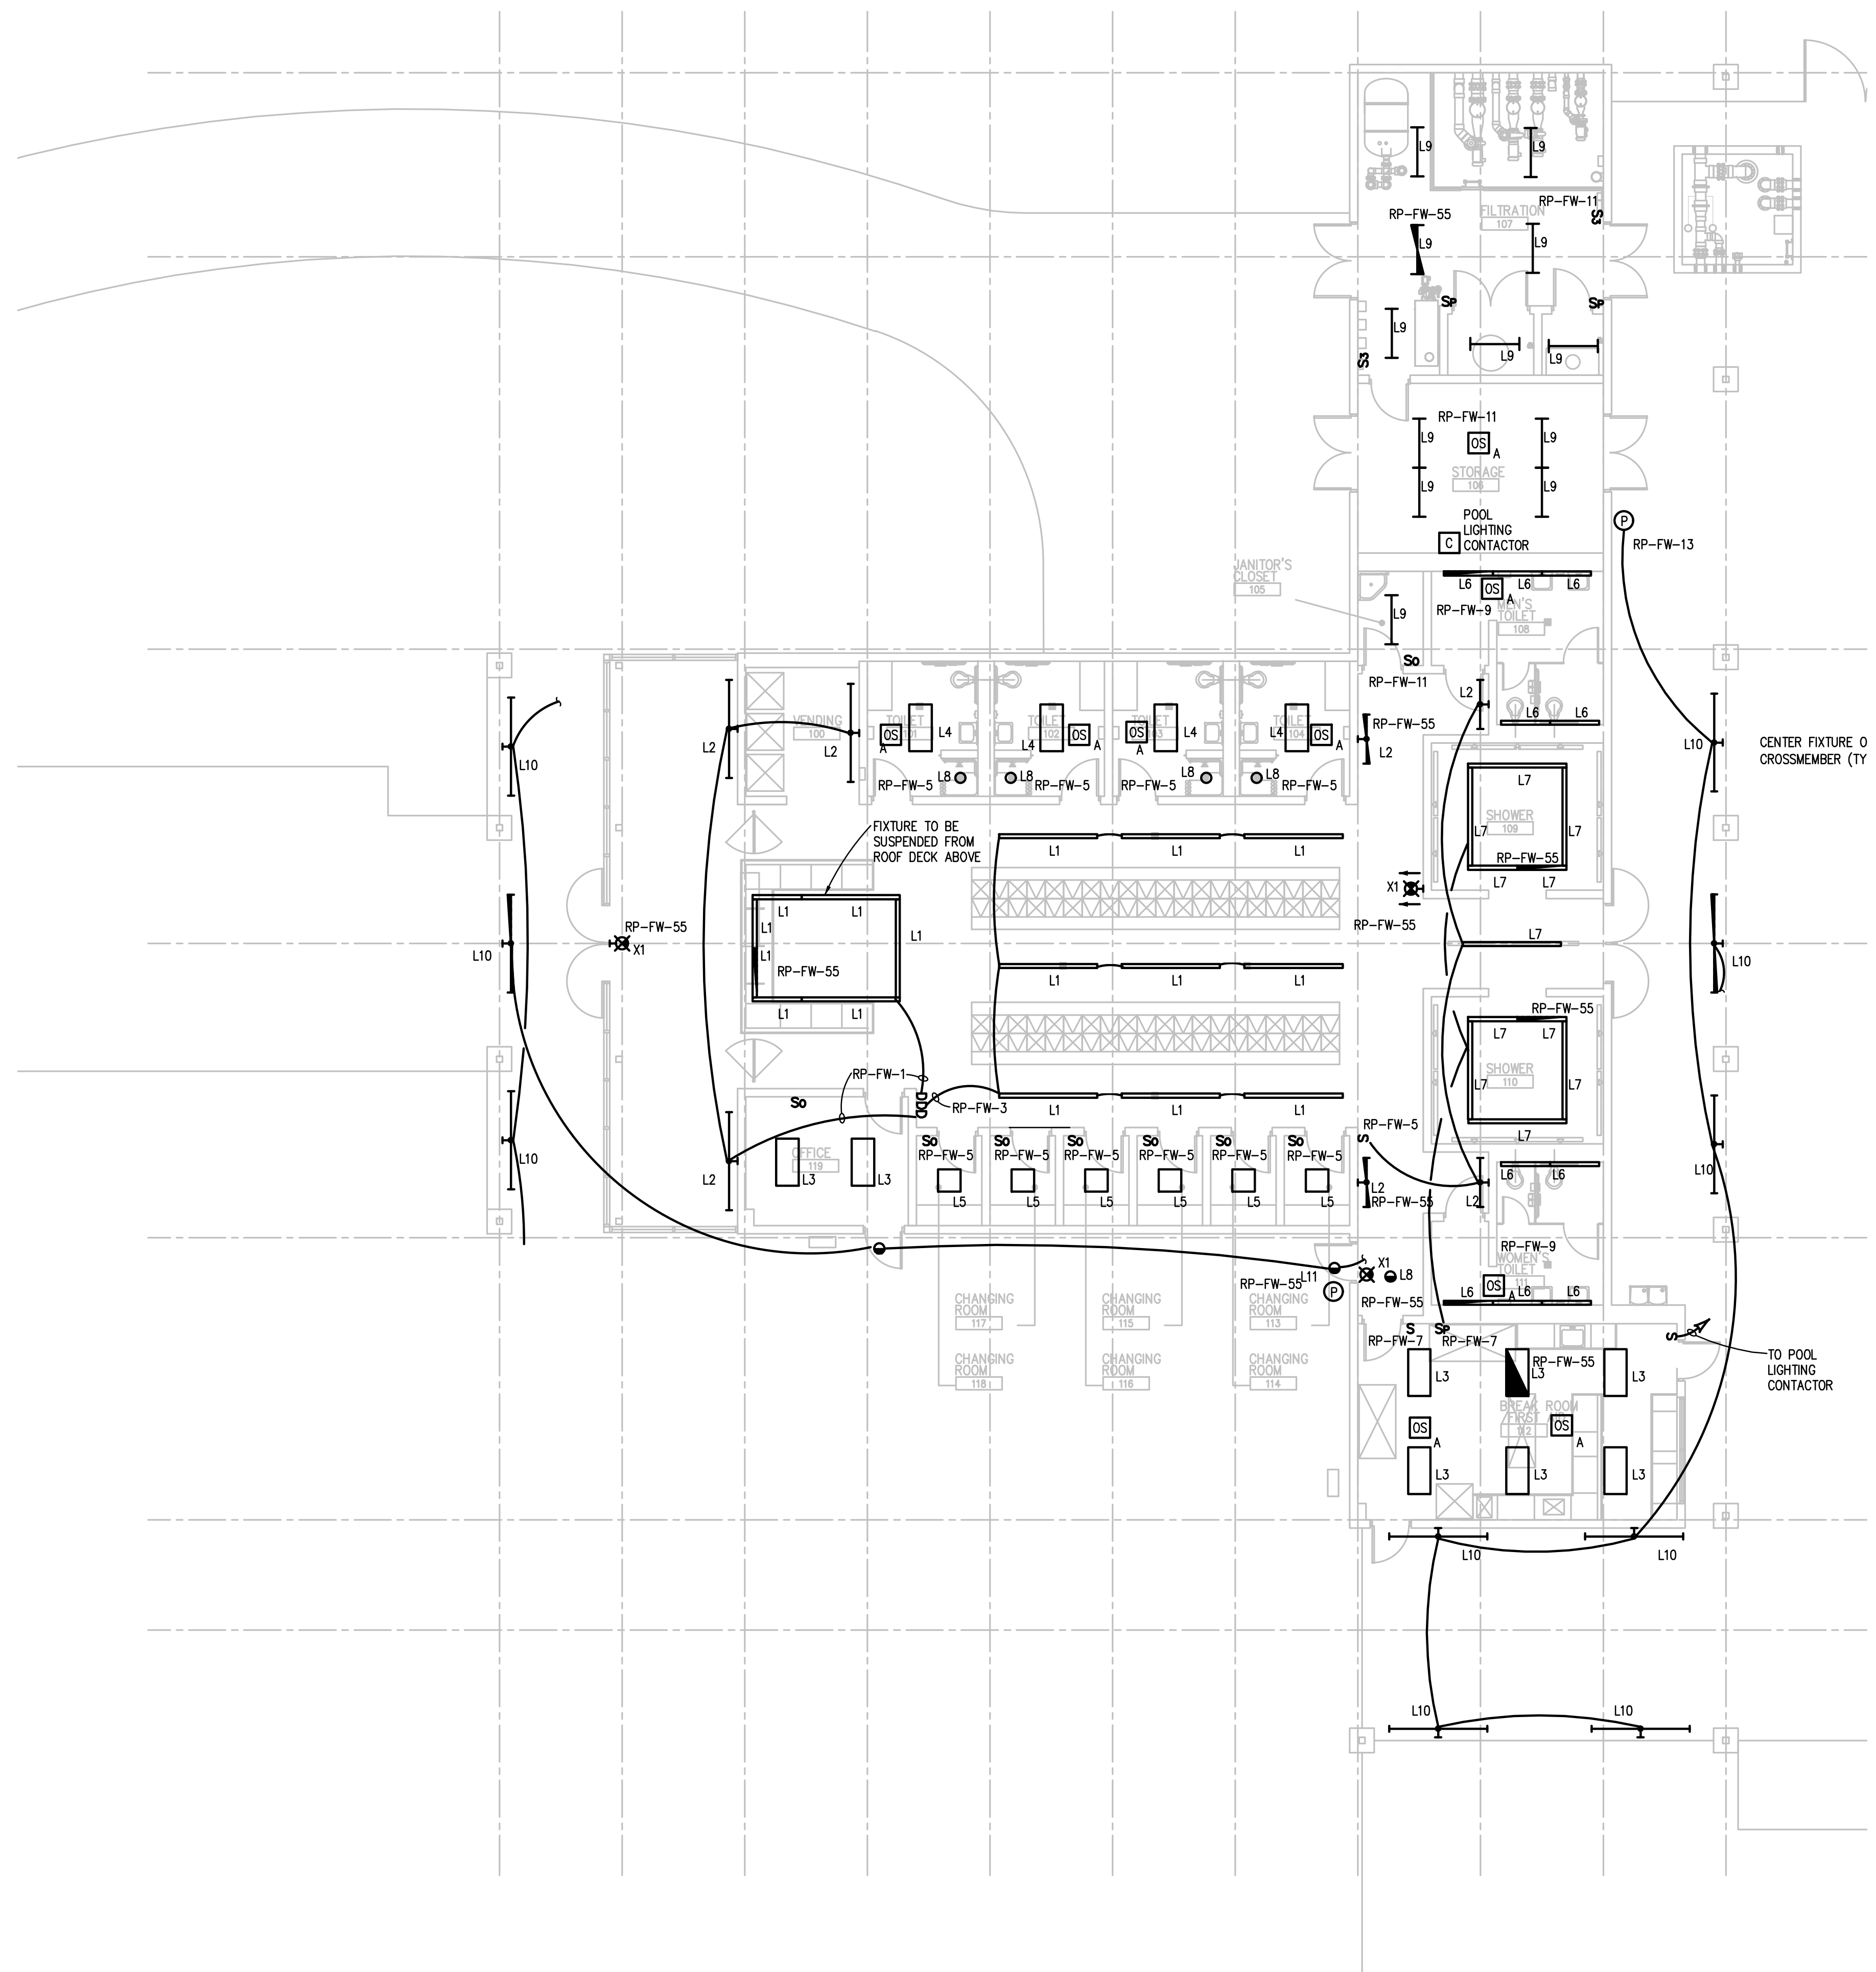 L9
L9
RP-FW-11
RP-FW-55
FILTRATION
107
S3
L9
L9
SP
SP
L9
S3
L9
L9
RP-FW-11
L9
OS
A
L9
STORAGE
106
L9
L9
POOL
LIGHTING
CONTACTOR
C
P
RP-FW-13
JANITOR'S
CLOSET
105
L6
L6
L6
OS
A
RP-FW-9
MEN'S
TOILET
108
L9
SO
RP-FW-11
L2
L6
L6
RP-FW-55
L2
L10
CENTER FIXTURE O
CROSSMEMBER (TY
L10
L2
VENDING
100
L2
TOILET
101
OS
A
L4
L8
RP-FW-5
TOILET
102
L4
OS
A
L8
RP-FW-5
TOILET
103
OS
A
L4
L8
RP-FW-5
TOILET
104
L4
OS
A
L8
RP-FW-5
FIXTURE TO BE
SUSPENDED FROM
ROOF DECK ABOVE
L7
SHOWER
109
L7
L7
RP-FW-55
L7
L7
L1
L1
L1
X1
RP-FW-55
L1
L1
L1
L1
L1
RP-FW-55
L1
L1
RP-FW-55
X1
L10
L7
L10
L1
L1
L1
RP-FW-55
L7
L7
SHOWER
110
L7
L7
L7
RP-FW-1
DDD
RP-FW-3
L1
L1
L1
SO
OFFICE
119
L3
L3
L2
L10
SO
RP-FW-5
L5
SO
RP-FW-5
L5
SO
RP-FW-5
L5
SO
RP-FW-5
L5
SO
RP-FW-5
L5
SO
RP-FW-5
L5
RP-FW-5
S
L2
RP-FW-55
L2
L6
L6
L10
RP-FW-9
WOMEN'S
TOILET
111
OS
A
L6
L6
L6
L11
P
RP-FW-55
X1
L8
RP-FW-55
CHANGING
ROOM
117
CHANGING
ROOM
115
CHANGING
ROOM
113
CHANGING
ROOM
118
CHANGING
ROOM
116
CHANGING
ROOM
114
S
SP
RP-FW-7
RP-FW-7
S
TO POOL
LIGHTING
CONTACTOR
RP-FW-55
L3
L3
L3
BREAK ROOM
FIRST AID
112
OS
A
OS
A
L3
L3
L3
L10
L10
L10
L10